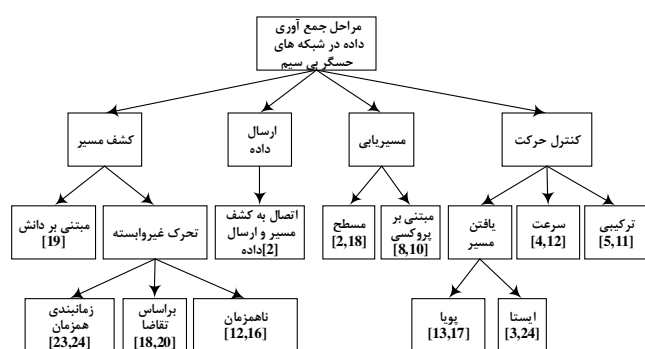 مراحل جمع آوری
داده در شبکه های
حسگر بی سیم
کنترل حرکت
مسیریابی
ارسال
داده
کشف مسیر
ترکیبی
[5,11]
سرعت
[4,12]
یافتن
مسیر
مبتنی بر
پروکسی
[8,10]
مسطح
[2,18]
اتصال به کشف
مسیر و ارسال
داده[2]
تحرک غیروابسته
مبتنی بر دانش
[19]
ایستا
[3,24]
پویا
[13,17]
ناهمزمان
[12,16]
براساس
تقاضا
[18,20]
زمانبندی
همزمان
[23,24]